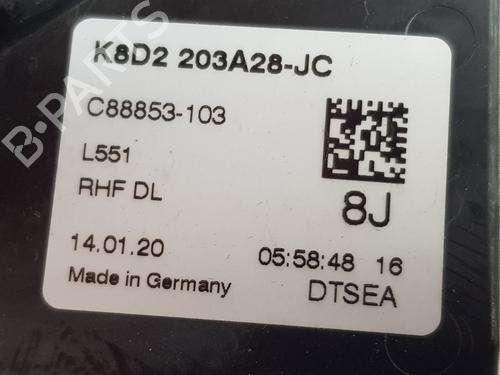 K8D2 203A28-JC
C88853-103
L551
RHF DL
8J
14.01.20
05:58:48 16
Made in Germany
DTSEA
B-PARTS